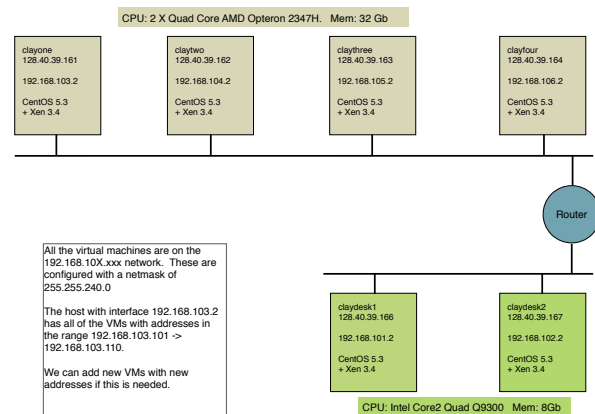 CPU: 2 X Quad Core AMD Opteron 2347H.  Mem: 32 Gb
clayone
128.40.39.161
192.168.103.2
CentOS 5.3
+ Xen 3.4
claytwo
128.40.39.162
192.168.104.2
CentOS 5.3
+ Xen 3.4
claythree
128.40.39.163
192.168.105.2
CentOS 5.3
+ Xen 3.4
clayfour
128.40.39.164
192.168.106.2
CentOS 5.3
+ Xen 3.4
Router
All the virtual machines are on the
192.168.10X.xxx network.  These are
configured with a netmask of
255.255.240.0
The host with interface 192.168.103.2
has all of the VMs with addresses in
the range 192.168.103.101 ->
192.168.103.110.
We can add new VMs with new
addresses if this is needed.
claydesk1
128.40.39.166
192.168.101.2
CentOS 5.3
+ Xen 3.4
claydesk2
128.40.39.167
192.168.102.2
CentOS 5.3
+ Xen 3.4
CPU: Intel Core2 Quad Q9300  Mem: 8Gb